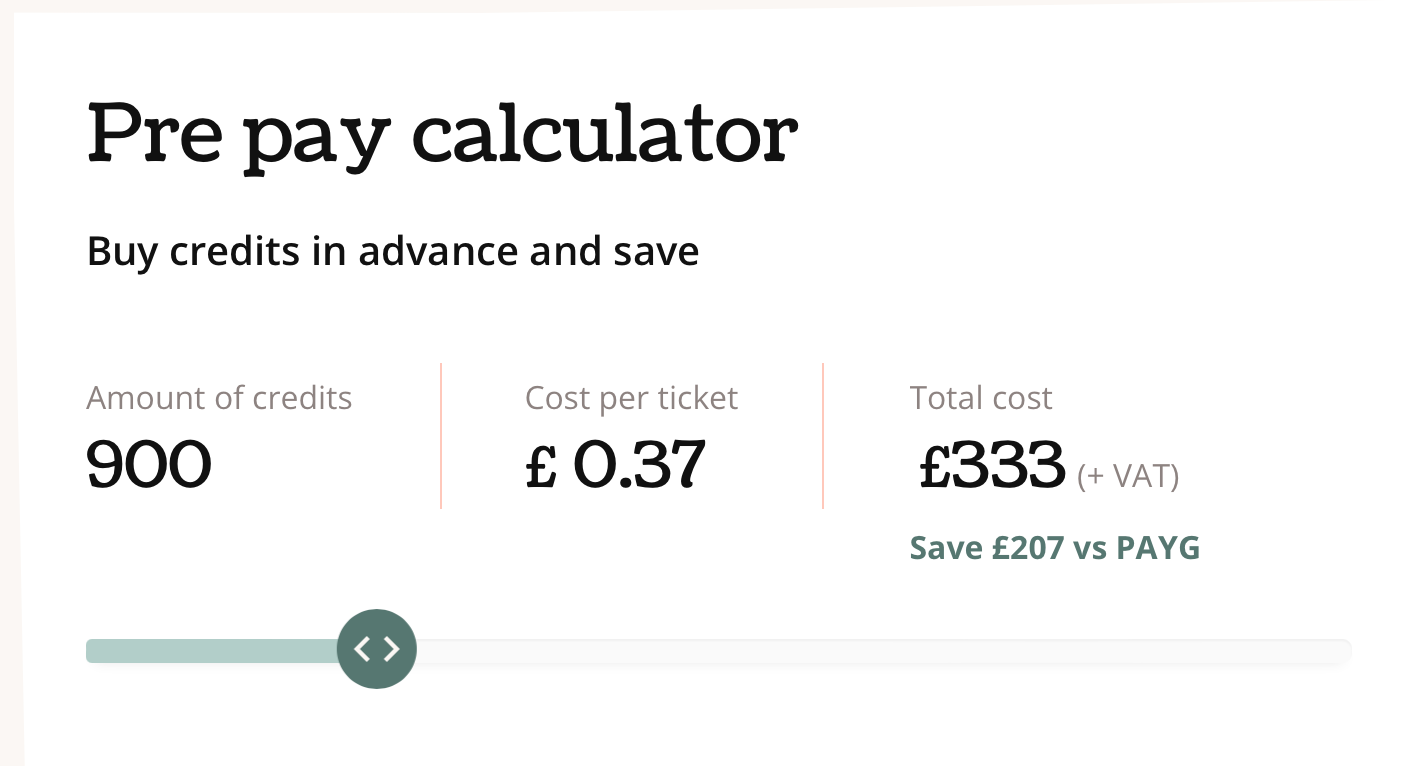 Pre pay calculator
Buy credits in advance and save
Amount of credits
900
Cost per ticket
£ 0.37
Total cost
£333 (+ VAT)
Save £207 vs PAYG